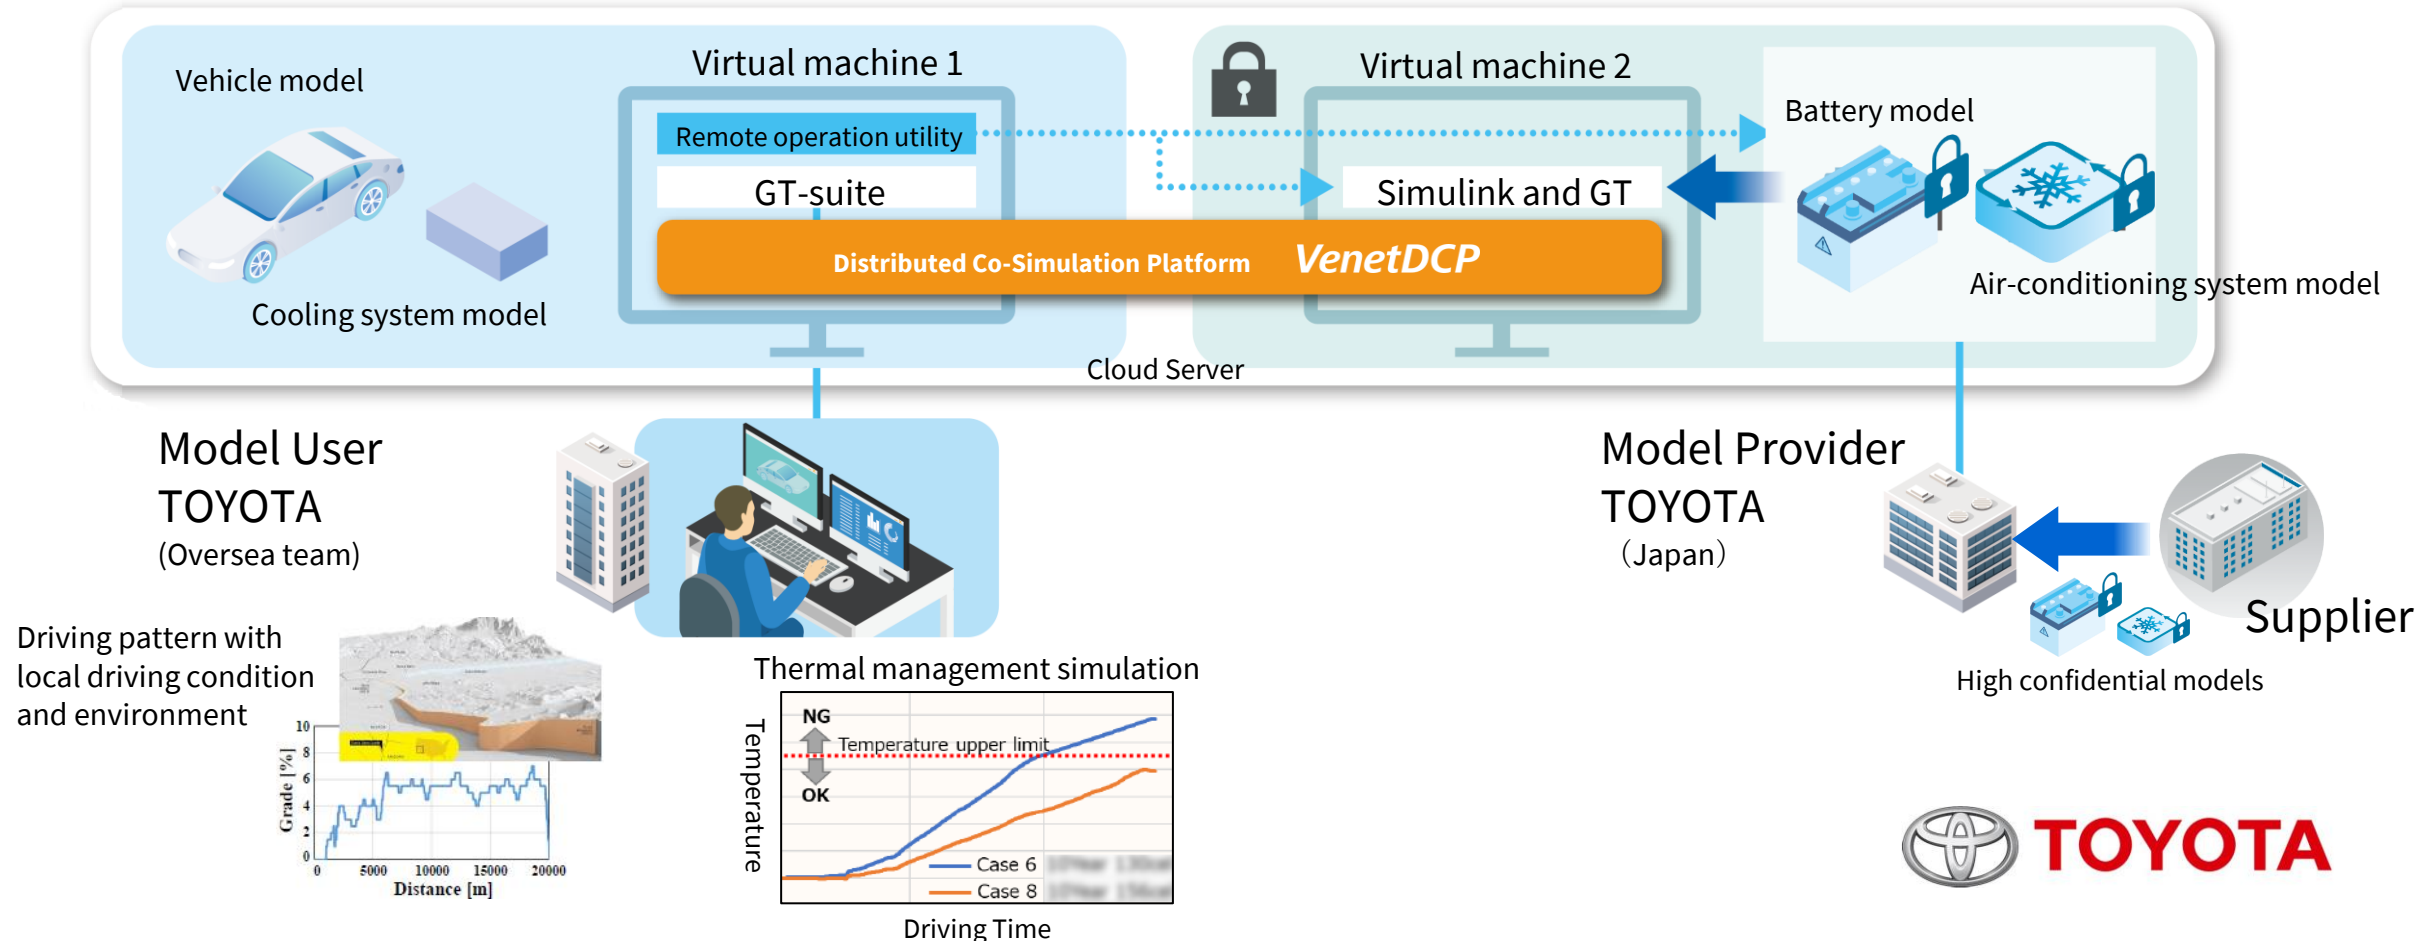 Vehicle model
Cooling system model
Virtual machine 1
Remote operation utility
GT-suite
Virtual machine 2
Simulink and GT
Distributed Co-Simulation Platform VenetDCP
Battery model
Air-conditioning system model
Cloud Server
Model User
TOYOTA
(Oversea team)
Model Provider
TOYOTA
（Japan）
Supplier
High confidential models
Driving pattern with
local driving condition
and environment
Grade [%]
10
8
6
4
2
0
0 5000 10000 15000 20000
Distance [m]
Thermal management simulation
Temperature
NG
Temperature upper limit
OK
Case 6
Case 8
Driving Time
TOYOTA